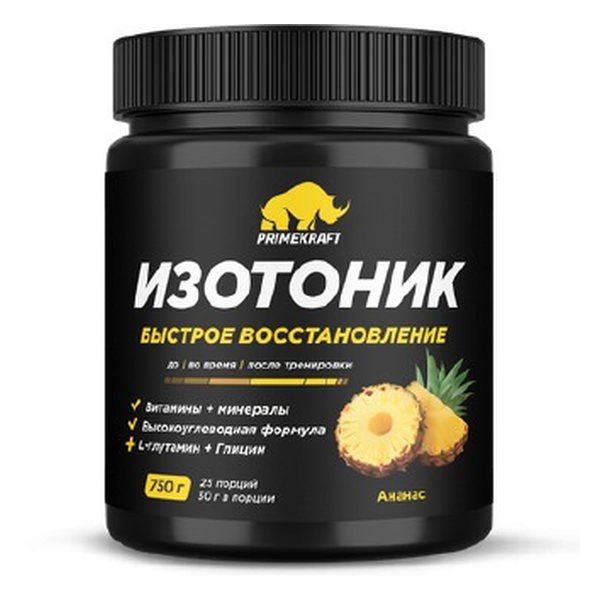 PRIMEKRAFT
ИЗОТОНИК
БЫСТРОЕ ВОССТАНОВЛЕНИЕ
до | во время | после тренировки
Витамины + минералы
Высокоуглеводная формула
L-глутамин + Глицин
750 г
25 порций
30 г в порции
Ананас